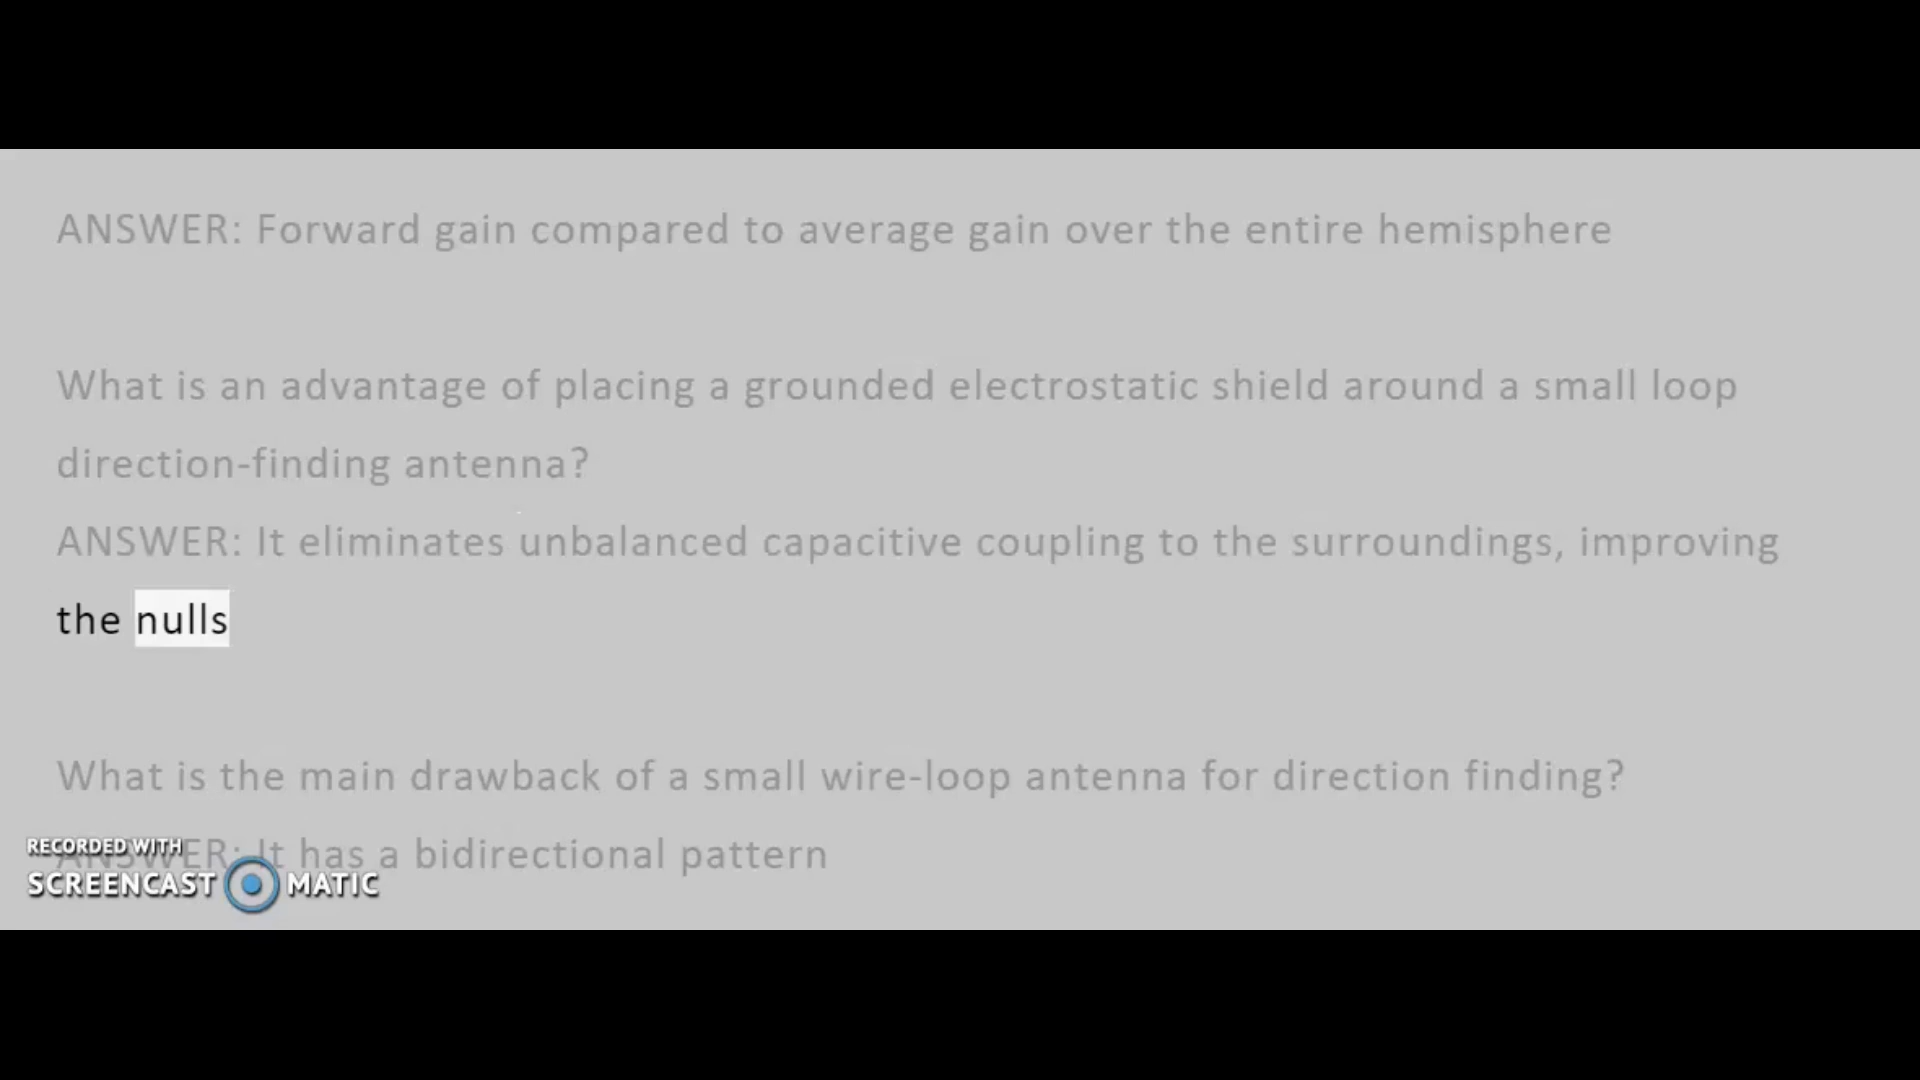 ANSWER: Forward gain compared to average gain over the entire hemisphere
What is an advantage of placing a grounded electrostatic shield around a small loop
direction-finding antenna?
ANSWER: It eliminates unbalanced capacitive coupling to the surroundings, improving
the nulls
What is the main drawback of a small wire-loop antenna for direction finding?
ANSWER: It has a bidirectional pattern
RECORDED WITH
SCREENCAST MATIC